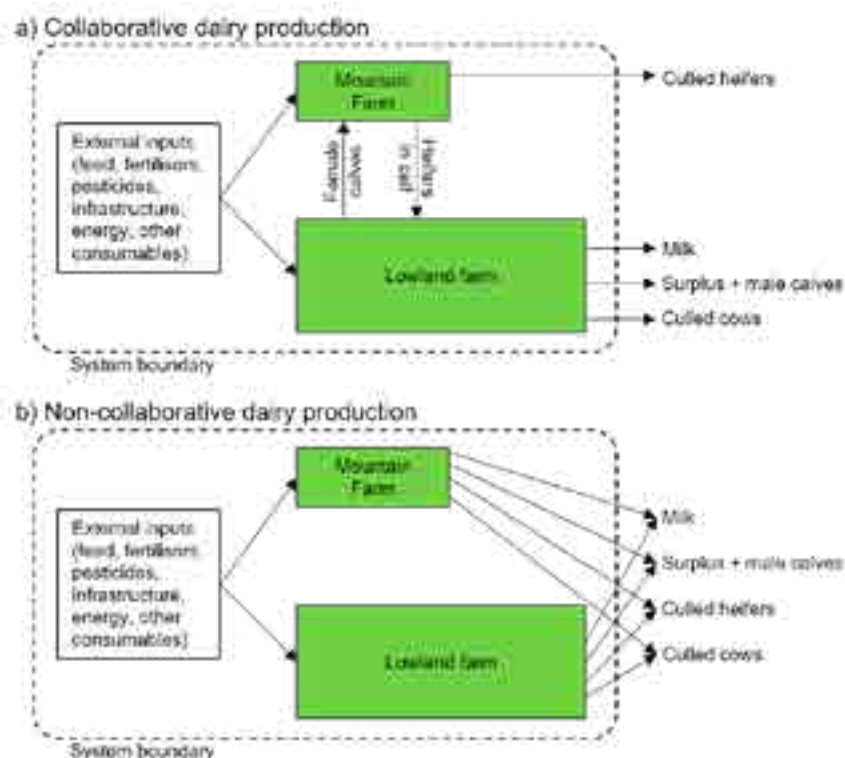 a) Collaborative dairy production
Mountain
Farm
Culled heifers
External inputs
(feed, fertilisers,
pesticides,
infrastructure,
energy, other
consumables)
Female
calves
Heifers
in calf
Lowland farm
Milk
Surplus + male calves
Culled cows
System boundary
b) Non-collaborative dairy production
Mountain
Farm
External inputs
(feed, fertilisers,
pesticides,
infrastructure,
energy, other
consumables)
Milk
Surplus + male calves
Culled heifers
Culled cows
Lowland farm
System boundary